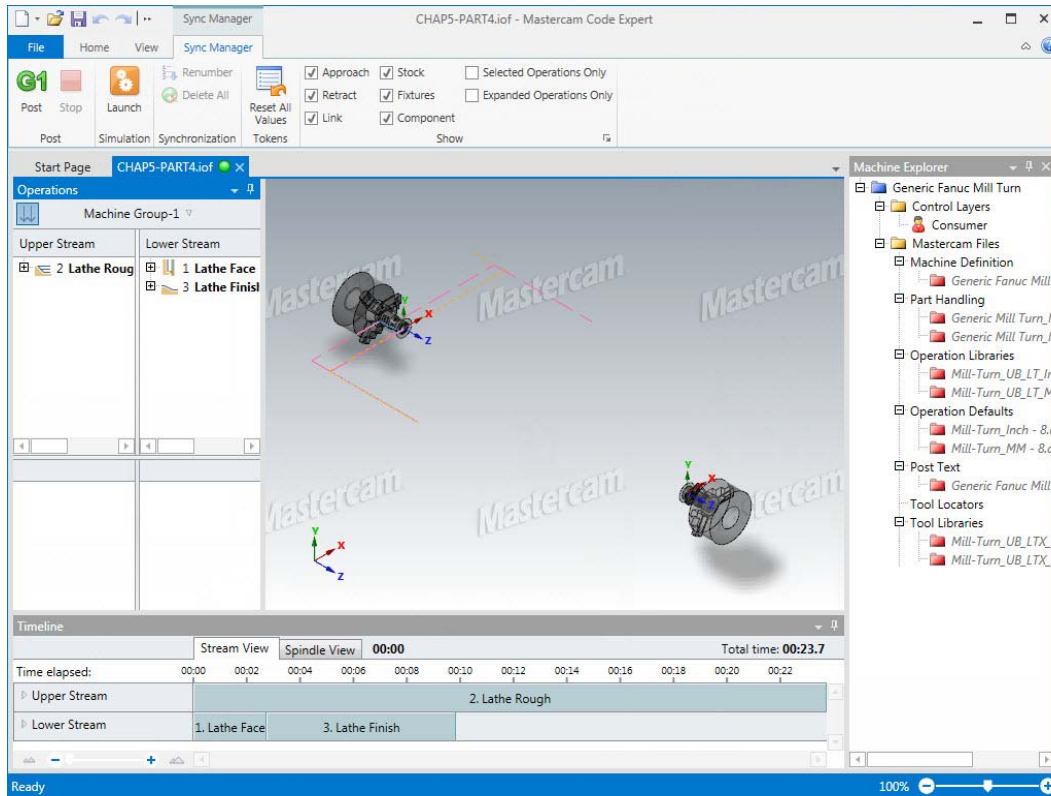 Sync Manager
CHAP5-PART4.iof - Mastercam Code Expert
File Home View Sync Manager
G1 Post
Stop
Launch
Renumber
Delete All
Reset All Values
Approach Stock Selected Operations Only
Retract Fixtures Expanded Operations Only
Link Component
Post Simulation Synchronization Tokens Show
Start Page CHAP5-PART4.iof
Operations
Machine Group-1
Upper Stream Lower Stream
2 Lathe Roug 1 Lathe Face
3 Lathe Finish
Mastercam Mastercam Mastercam
Y X Z
Y X Z
Mastercam Mastercam Mastercam
Y X Z
Machine Explorer
Generic Fanuc Mill Turn
Control Layers
Consumer
Mastercam Files
Machine Definition
Generic Fanuc Mill
Part Handling
Generic Mill Turn_I
Generic Mill Turn_I
Operation Libraries
Mill-Turn_UB_LT_In
Mill-Turn_UB_LT_M
Operation Defaults
Mill-Turn_Inch - 8.
Mill-Turn_MM - 8.
Post Text
Generic Fanuc Mill
Tool Locators
Tool Libraries
Mill-Turn_UB_LTX_
Mill-Turn_UB_LTX_
Timeline
Stream View Spindle View 00:00 Total time: 00:23.7
Time elapsed: 00:00 00:02 00:04 00:06 00:08 00:10 00:12 00:14 00:16 00:18 00:20 00:22
Upper Stream 2. Lathe Rough
Lower Stream 1. Lathe Face 3. Lathe Finish
Ready 100%